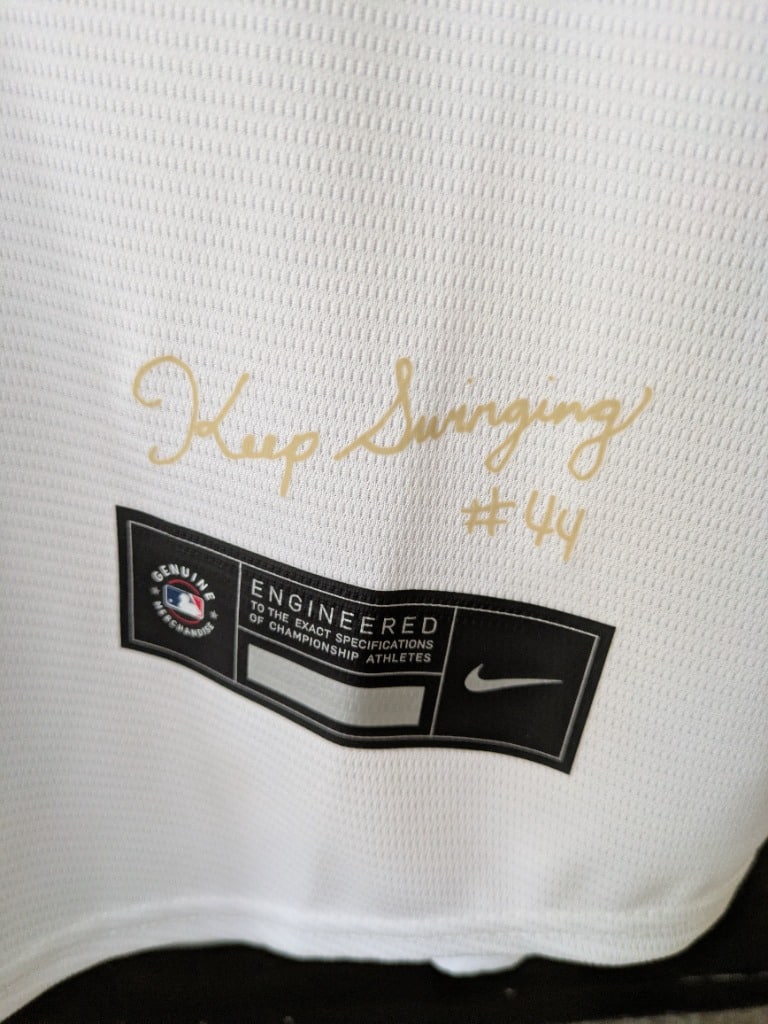 Keep Swinging
#44
GENUINE
MERCHANDISE
ENGINEERED
TO THE EXACT SPECIFICATIONS
OF CHAMPIONSHIP ATHLETES